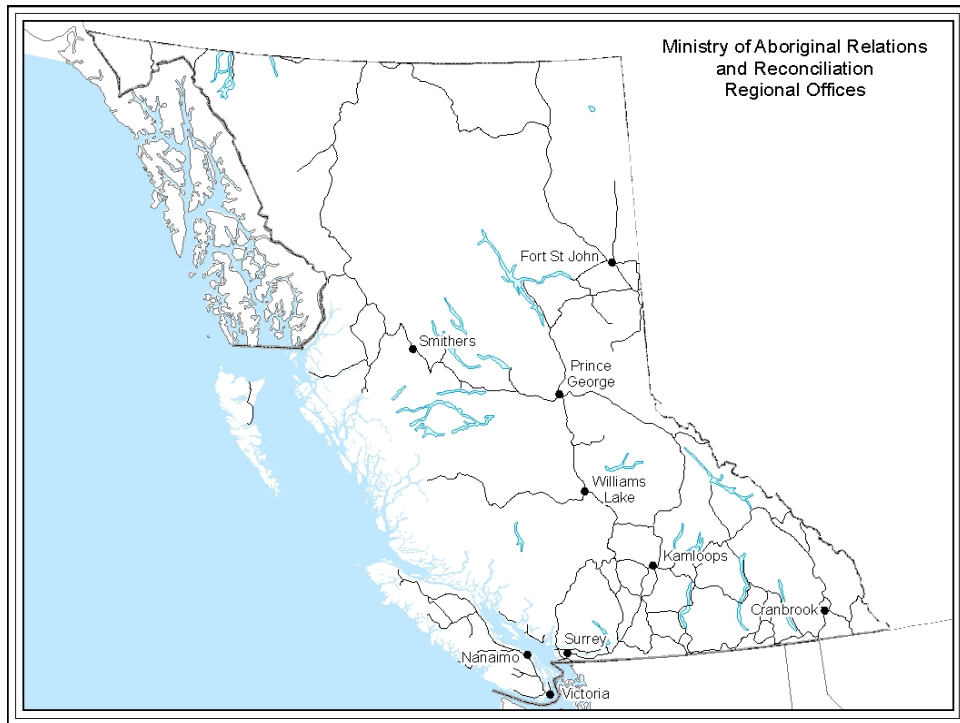 Ministry of Aboriginal Relations
and Reconciliation
Regional Offices
Fort St John
Smithers
Prince
George
Williams
Lake
Kamloops
Cranbrook
Surrey
Nanaimo
Victoria